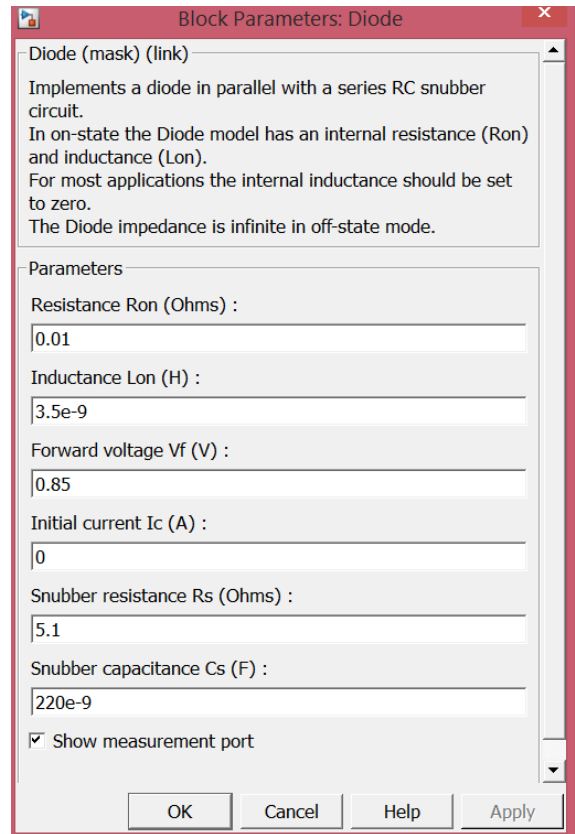 Block Parameters: Diode
Diode (mask) (link)
Implements a diode in parallel with a series RC snubber
circuit.
In on-state the Diode model has an internal resistance (Ron)
and inductance (Lon).
For most applications the internal inductance should be set
to zero.
The Diode impedance is infinite in off-state mode.
Parameters
Resistance Ron (Ohms) :
0.01
Inductance Lon (H) :
3.5e-9
Forward voltage Vf (V) :
0.85
Initial current Ic (A) :
0
Snubber resistance Rs (Ohms) :
5.1
Snubber capacitance Cs (F) :
220e-9
Show measurement port
OK Cancel Help Apply